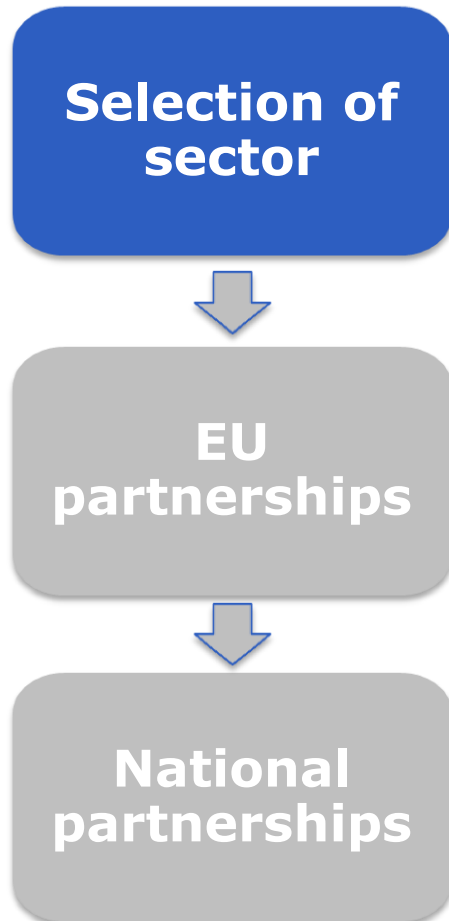 Selection of
sector
EU
partnerships
National
partnerships